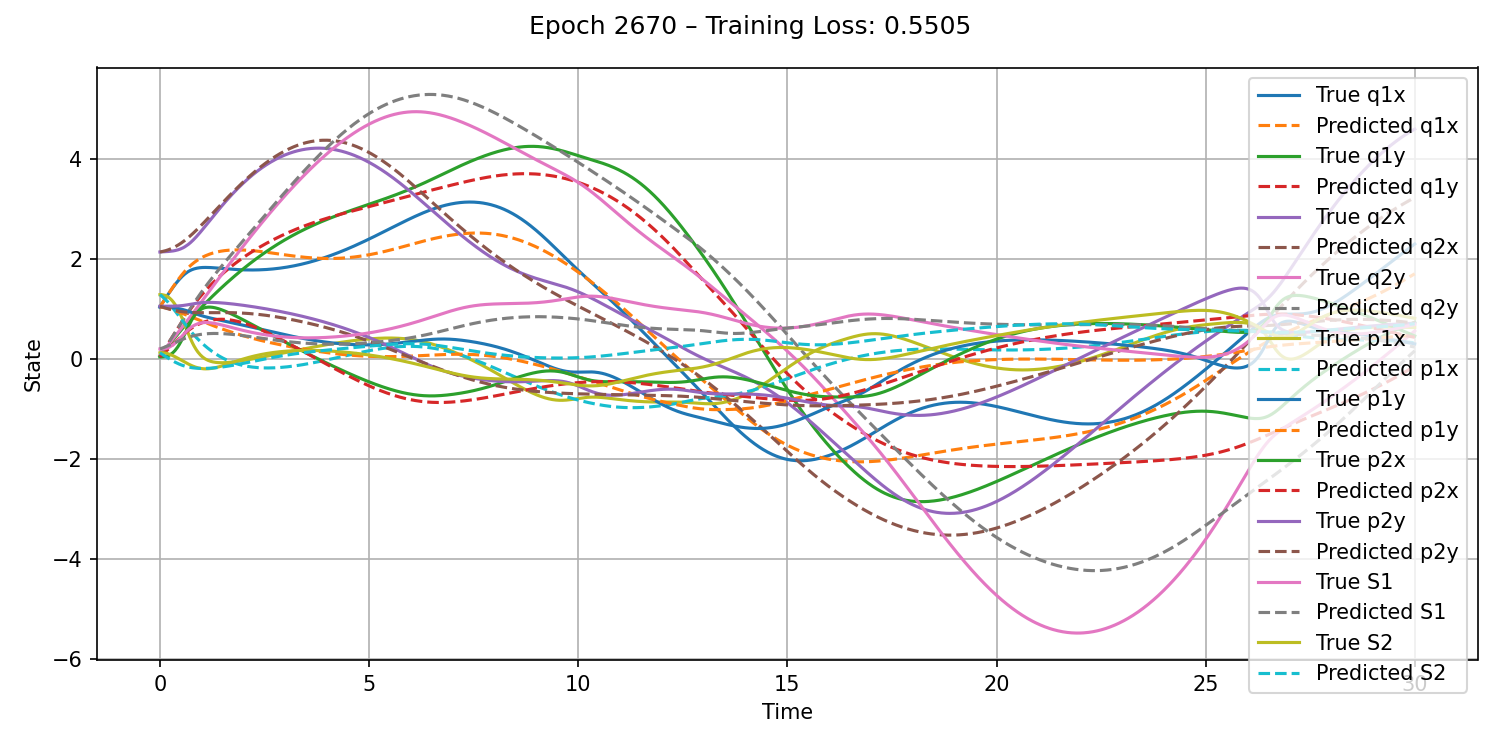 Epoch 2670 – Training Loss: 0.5505
State
4
2
0
−2
−4
−6
0
5
10
15
20
25
30
Time
True q1x
Predicted q1x
True q1y
Predicted q1y
True q2x
Predicted q2x
True q2y
Predicted q2y
True p1x
Predicted p1x
True p1y
Predicted p1y
True p2x
Predicted p2x
True p2y
Predicted p2y
True S1
Predicted S1
True S2
Predicted S2